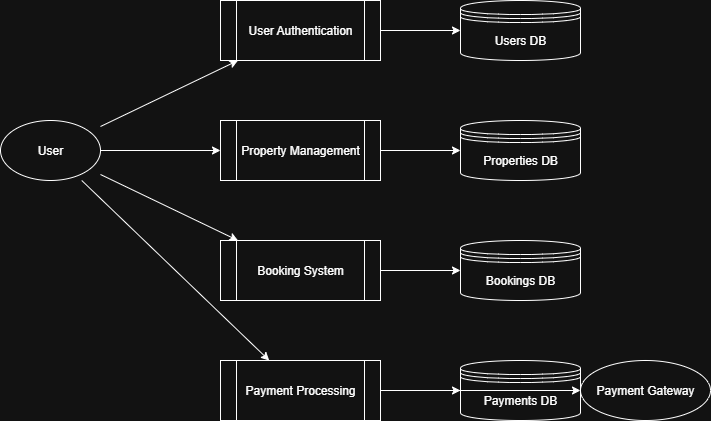 User Authentication
Users DB
User
Property Management
Properties DB
Booking System
Bookings DB
Payment Processing
Payments DB
Payment Gateway